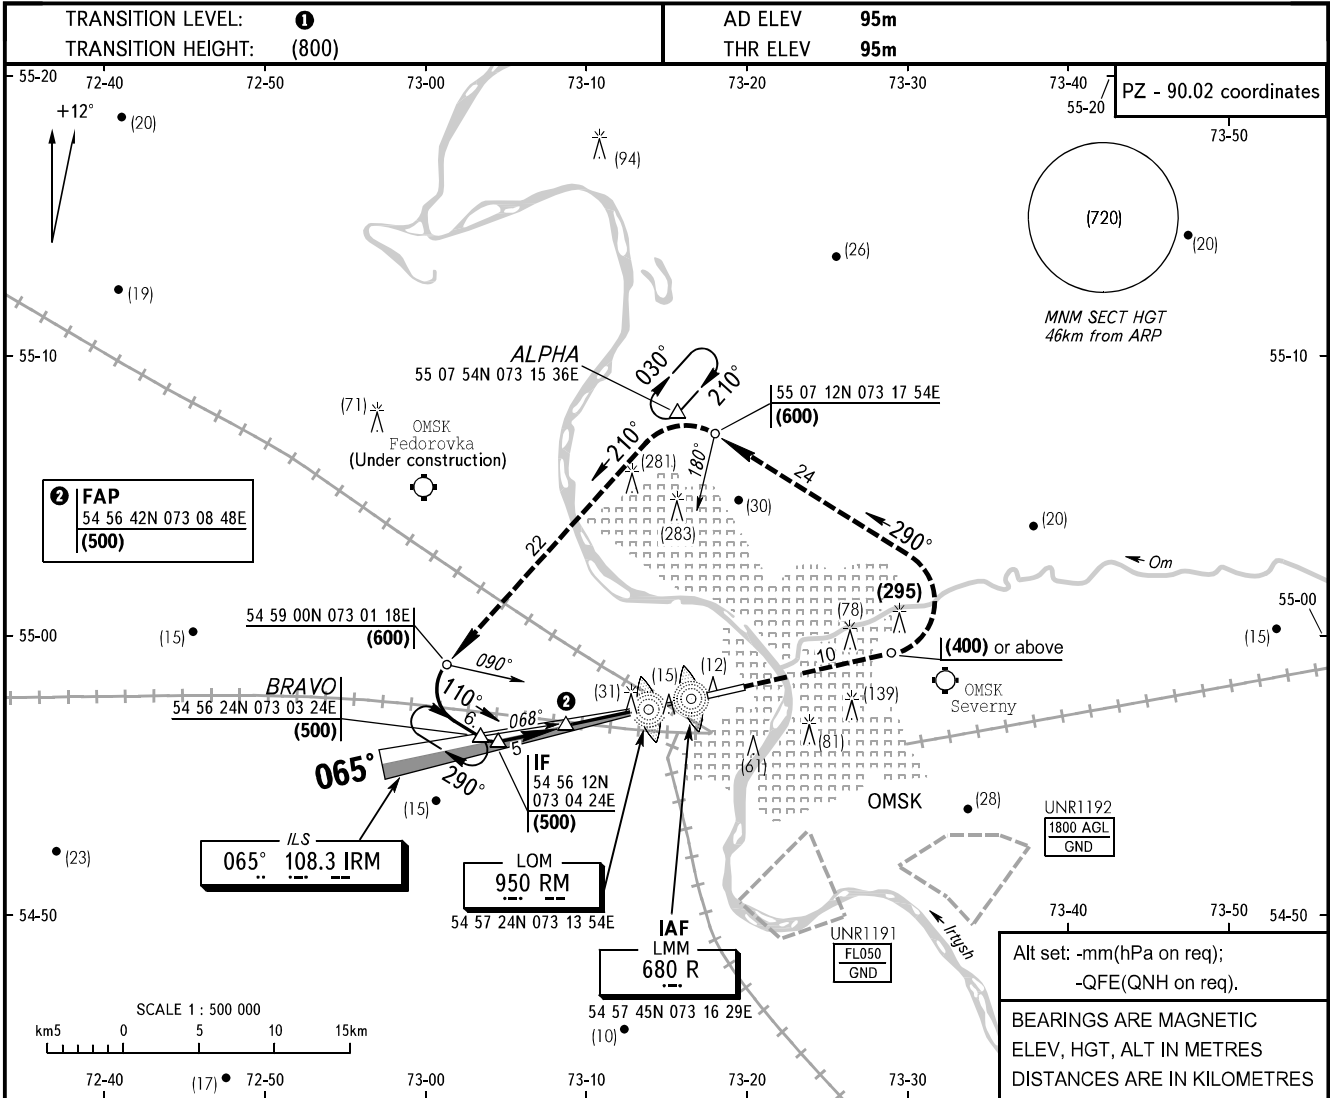 TRANSITION LEVEL: ❶
TRANSITION HEIGHT: (800)
AD ELEV 95m
THR ELEV 95m
55-20
72-40
72-50
73-00
73-10
73-20
73-30
73-40
55-20
PZ - 90.02 coordinates
73-50
+12°
(20)
(94)
(26)
(720)
(20)
(19)
MNM SECT HGT
46km from ARP
55-10
ALPHA
55 07 54N 073 15 36E
030°
210°
55 07 12N 073 17 54E
(600)
55-10
(71)
OMSK
Fedorovka
(Under construction)
210°
(281)
180°
24
(30)
(283)
290°
(20)
❷ FAP
54 56 42N 073 08 48E
(500)
22
Om
(295)
(78)
55-00
54 59 00N 073 01 18E
(600)
55-00
(15)
(15)
090°
10
(400) or above
BRAVO
54 56 24N 073 03 24E
(500)
110°
6
068°
❷
(31)
(15)
(12)
(139)
OMSK
Severny
(81)
(61)
065°
290°
5
IF
54 56 12N
073 04 24E
(500)
(15)
OMSK
(28)
UNR1192
1800 AGL
GND
ILS
065° 108.3 IRM
(23)
LOM
950 RM
54 57 24N 073 13 54E
54-50
IAF
LMM
680 R
54 57 45N 073 16 29E
UNR1191
FL050
GND
Irtysh
73-40
73-50
54-50
Alt set: -mm(hPa on req);
-QFE(QNH on req).
SCALE 1 : 500 000
km5 0 5 10 15km
(10)
(17)
BEARINGS ARE MAGNETIC
ELEV, HGT, ALT IN METRES
DISTANCES ARE IN KILOMETRES
72-40
72-50
73-00
73-10
73-20
73-30